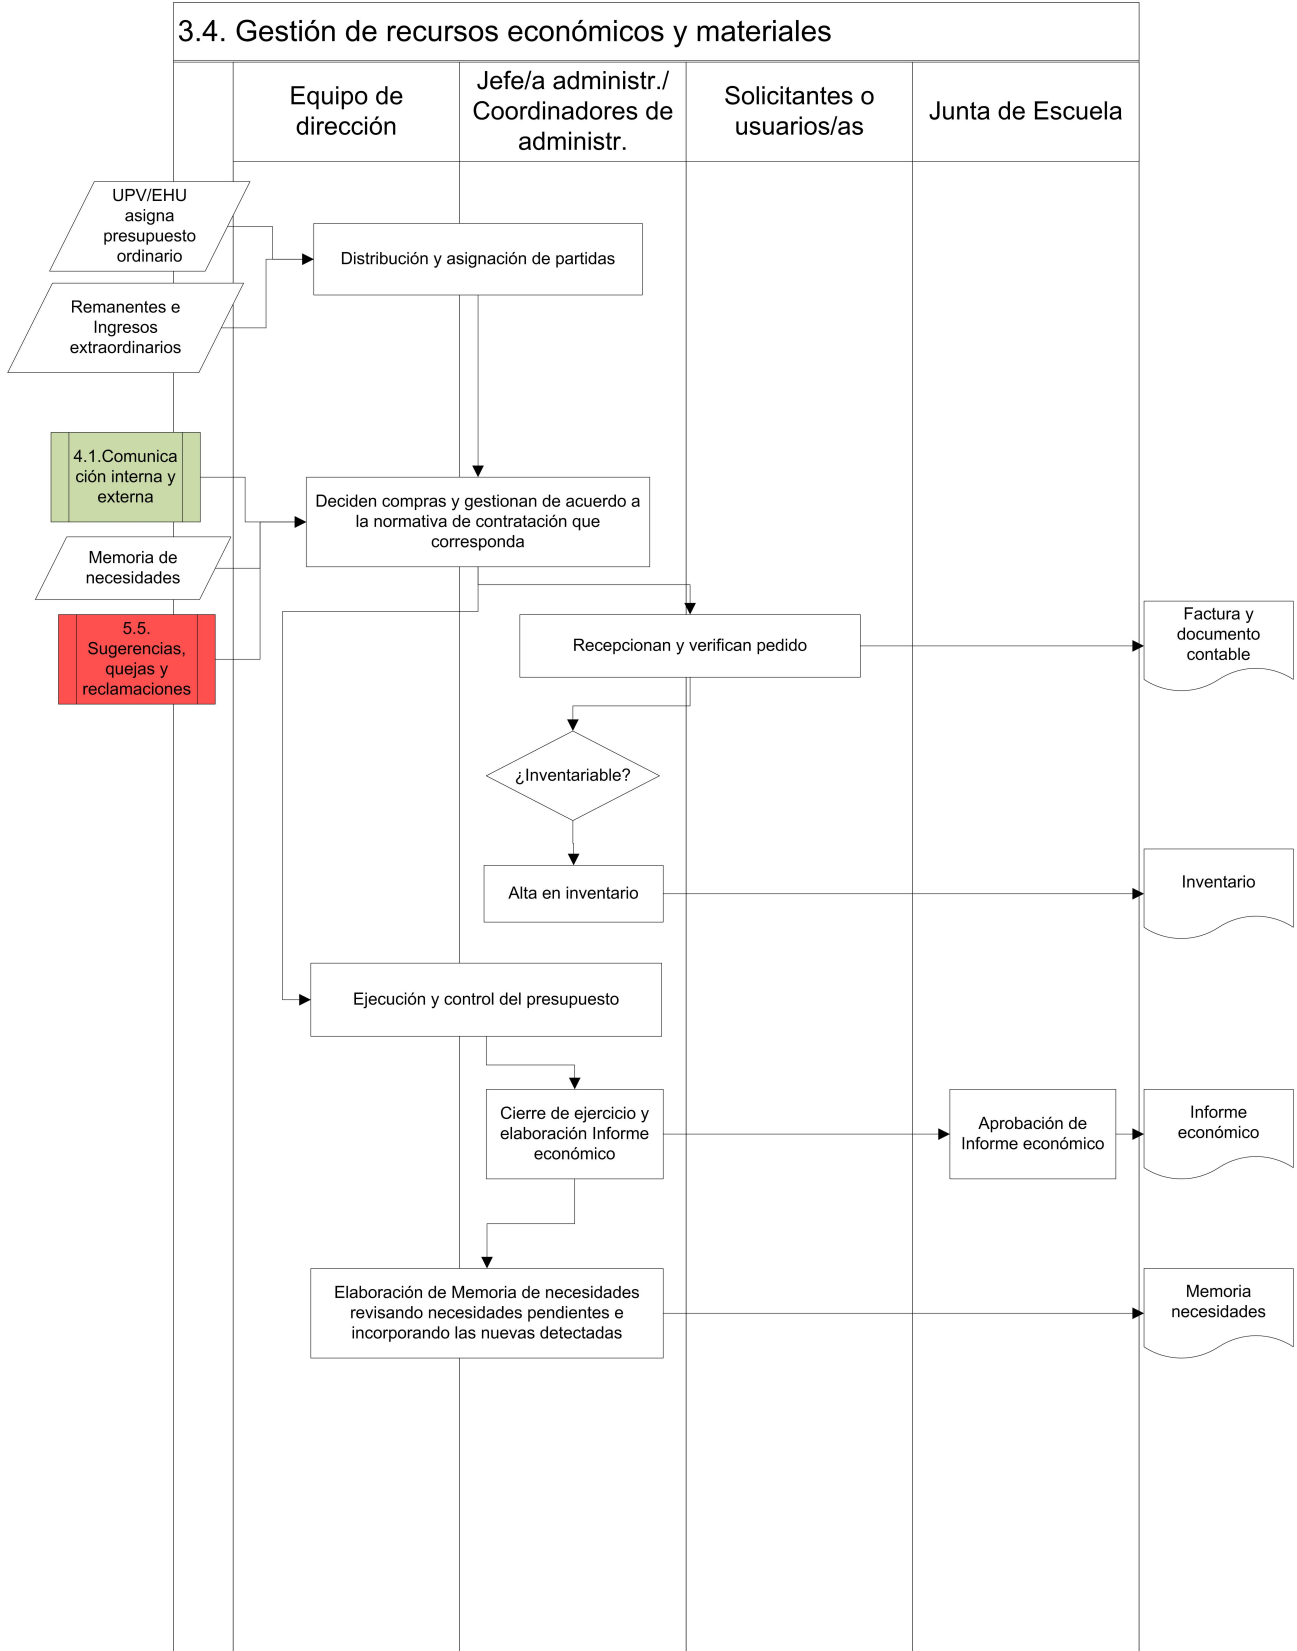 3.4. Gestión de recursos económicos y materiales
Equipo de
dirección
Jefe/a administr./
Coordinadores de
administr.
Solicitantes o
usuarios/as
Junta de Escuela
UPV/EHU
asigna
presupuesto
ordinario
Distribución y asignación de partidas
Remanentes e
Ingresos
extraordinarios
4.1.Comunica
ción interna y
externa
Deciden compras y gestionan de acuerdo a
la normativa de contratación que
corresponda
Memoria de
necesidades
5.5.
Sugerencias,
quejas y
reclamaciones
Recepcionan y verifican pedido
Factura y
documento
contable
¿Inventariable?
Alta en inventario
Inventario
Ejecución y control del presupuesto
Cierre de ejercicio y
elaboración Informe
económico
Aprobación de
Informe económico
Informe
económico
Elaboración de Memoria de necesidades
revisando necesidades pendientes e
incorporando las nuevas detectadas
Memoria
necesidades